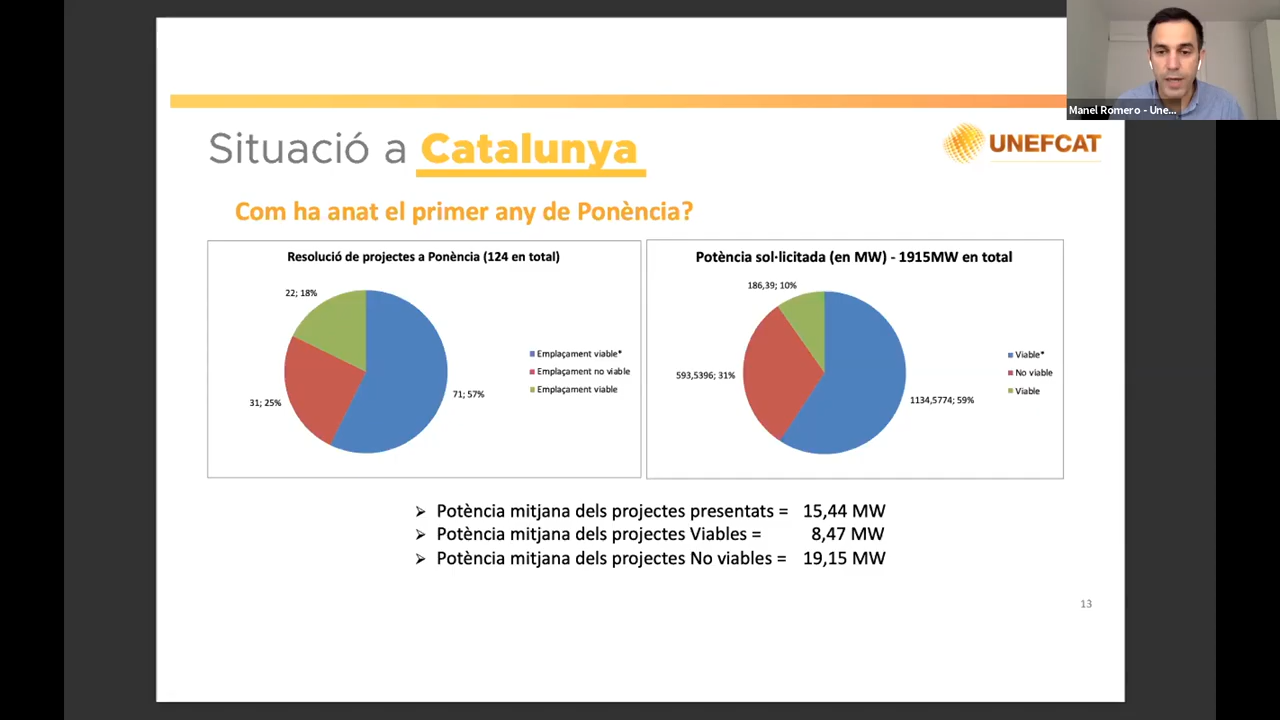 Manel Romero - Une...
Situació a Catalunya
UNEFCAT
Com ha anat el primer any de Ponència?
Resolució de projectes a Ponència (124 en total)
22; 18%
31; 25%
71; 57%
Emplaçament viable*
Emplaçament no viable
Emplaçament viable
Potència sol·licitada (en MW) - 1915MW en total
186,39; 10%
593,5396; 31%
1134,5774; 59%
Viable*
No viable
Viable
➢ Potència mitjana dels projectes presentats = 15,44 MW
➢ Potència mitjana dels projectes Viables = 8,47 MW
➢ Potència mitjana dels projectes No viables = 19,15 MW
13